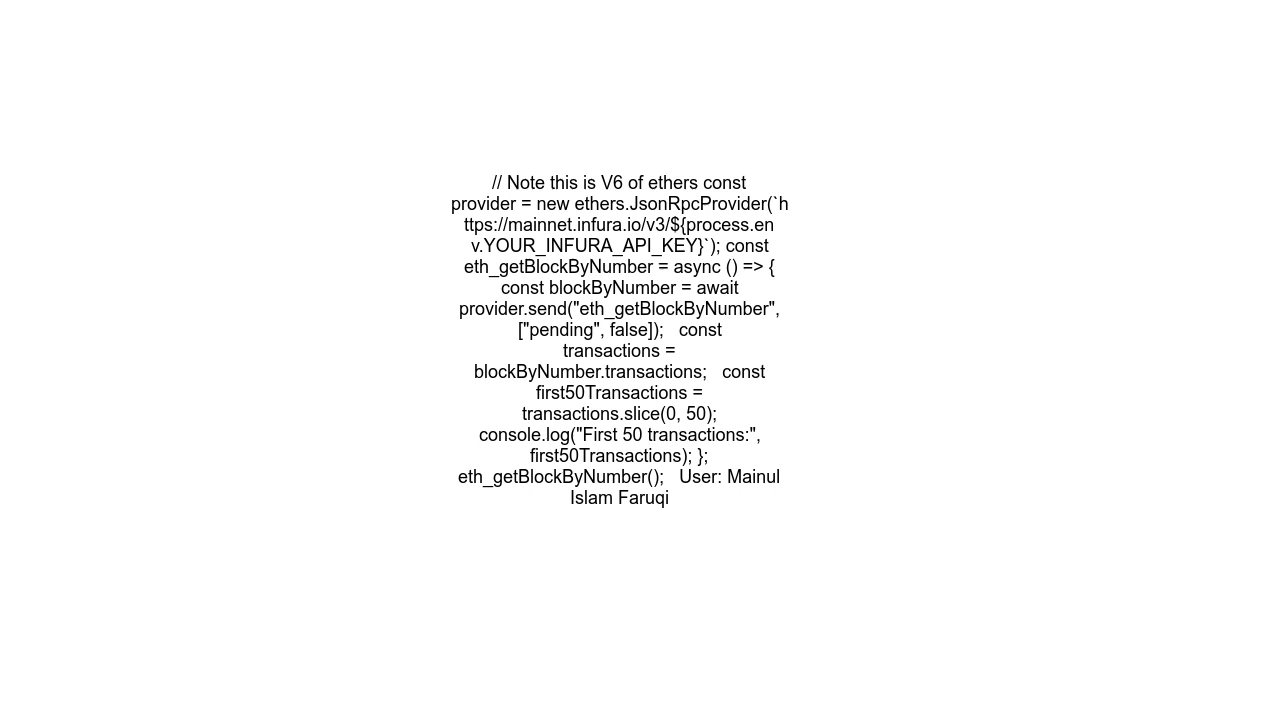 // Note this is V6 of ethers const
provider = new ethers.JsonRpcProvider(`h
ttps://mainnet.infura.io/v3/${process.en
v.YOUR_INFURA_API_KEY}`); const
eth_getBlockByNumber = async () => {
const blockByNumber = await
provider.send("eth_getBlockByNumber",
["pending", false]);   const
transactions =
blockByNumber.transactions;   const
first50Transactions =
transactions.slice(0, 50);
console.log("First 50 transactions:",
first50Transactions); };
eth_getBlockByNumber();   User: Mainul
Islam Faruqi